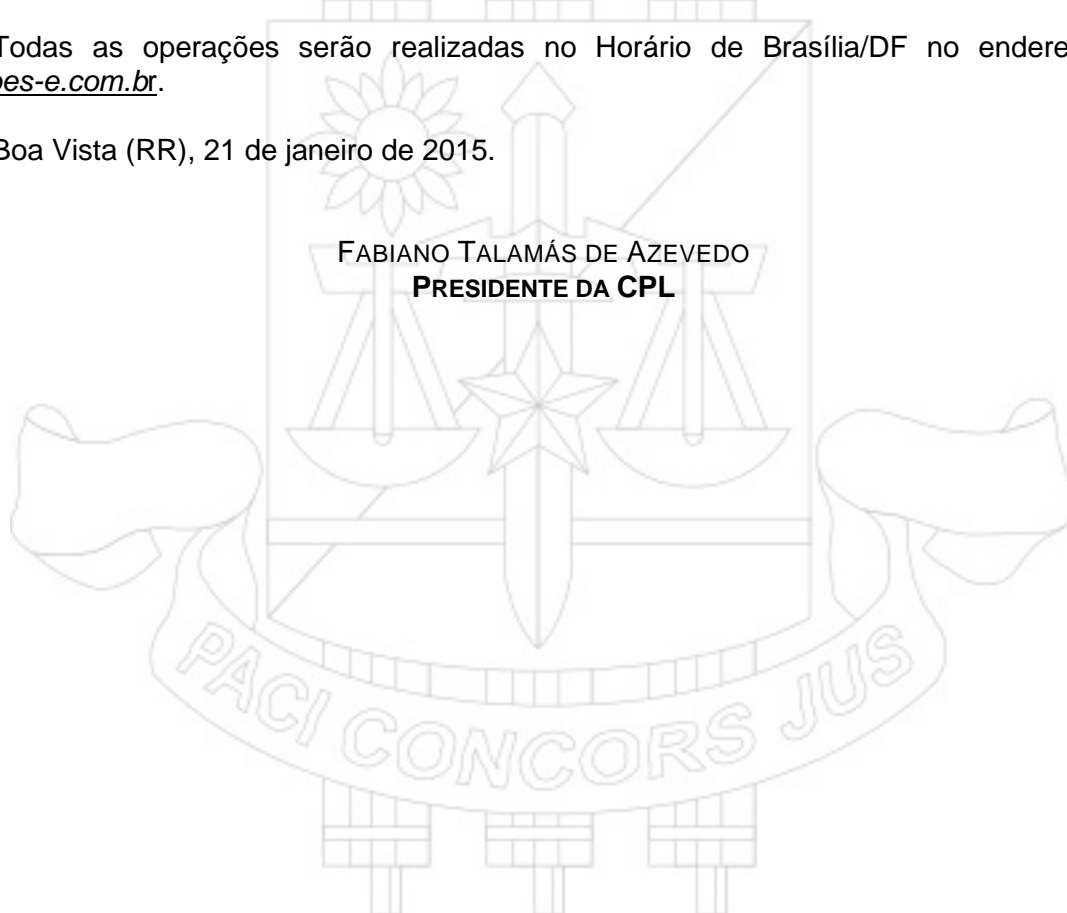 Todas as operações serão realizadas no Horário de Brasília/DF no endere
oes-e.com.br.
Boa Vista (RR), 21 de janeiro de 2015.
FABIANO TALAMÁS DE AZEVEDO
PRESIDENTE DA CPL
PACI CONCORS JUS